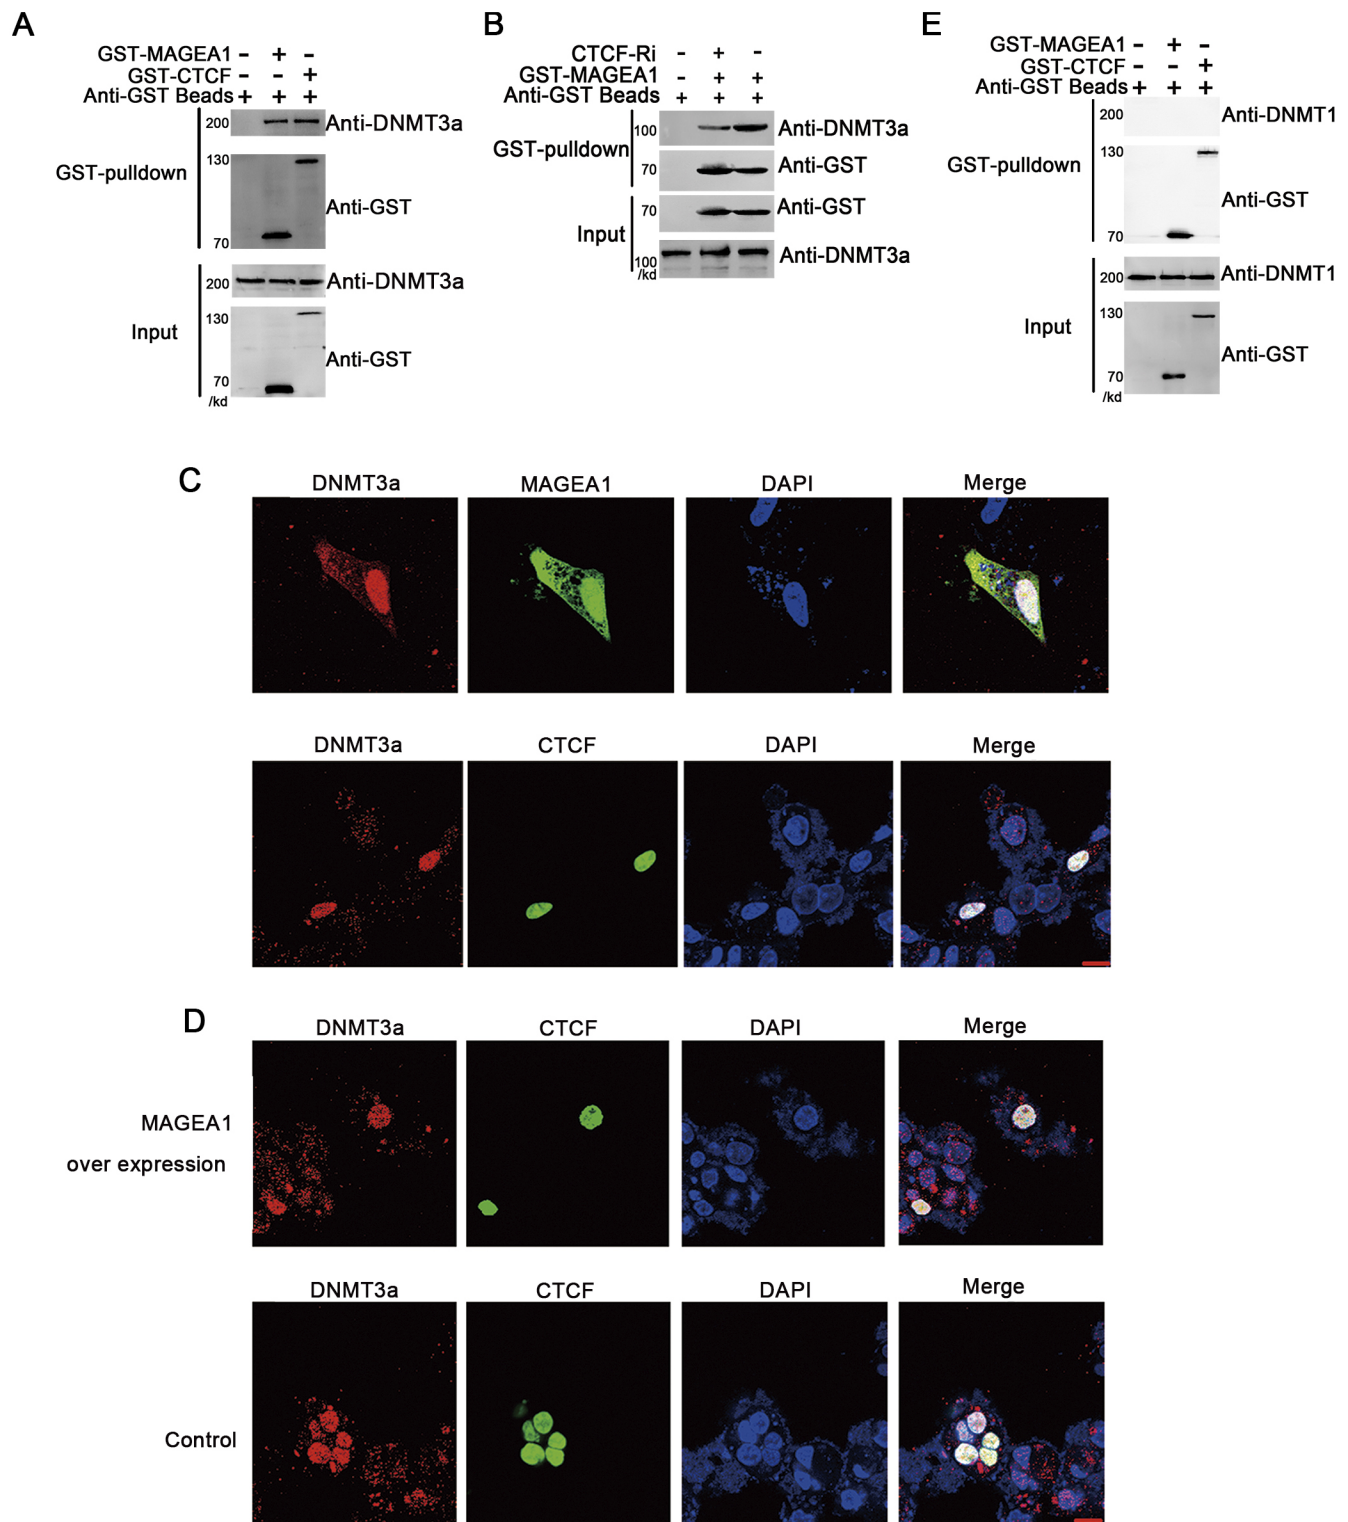 A
GST-MAGEA1 - + -
GST-CTCF - - +
Anti-GST Beads + + +
GST-pulldown
200
Anti-DNMT3a
130
Anti-GST
70
Input
200
Anti-DNMT3a
130
Anti-GST
70
/kd
B
CTCF-Ri - + -
GST-MAGEA1 - + +
Anti-GST Beads + + +
GST-pulldown
100
Anti-DNMT3a
70
Anti-GST
Input
70
Anti-GST
100
Anti-DNMT3a
/kd
E
GST-MAGEA1 - + -
GST-CTCF - - +
Anti-GST Beads + + +
GST-pulldown
200
Anti-DNMT1
130
Anti-GST
70
Input
200
Anti-DNMT1
130
Anti-GST
70
/kd
C
DNMT3a MAGEA1 DAPI Merge
DNMT3a CTCF DAPI Merge
D
DNMT3a CTCF DAPI Merge
MAGEA1
over expression
DNMT3a CTCF DAPI Merge
Control